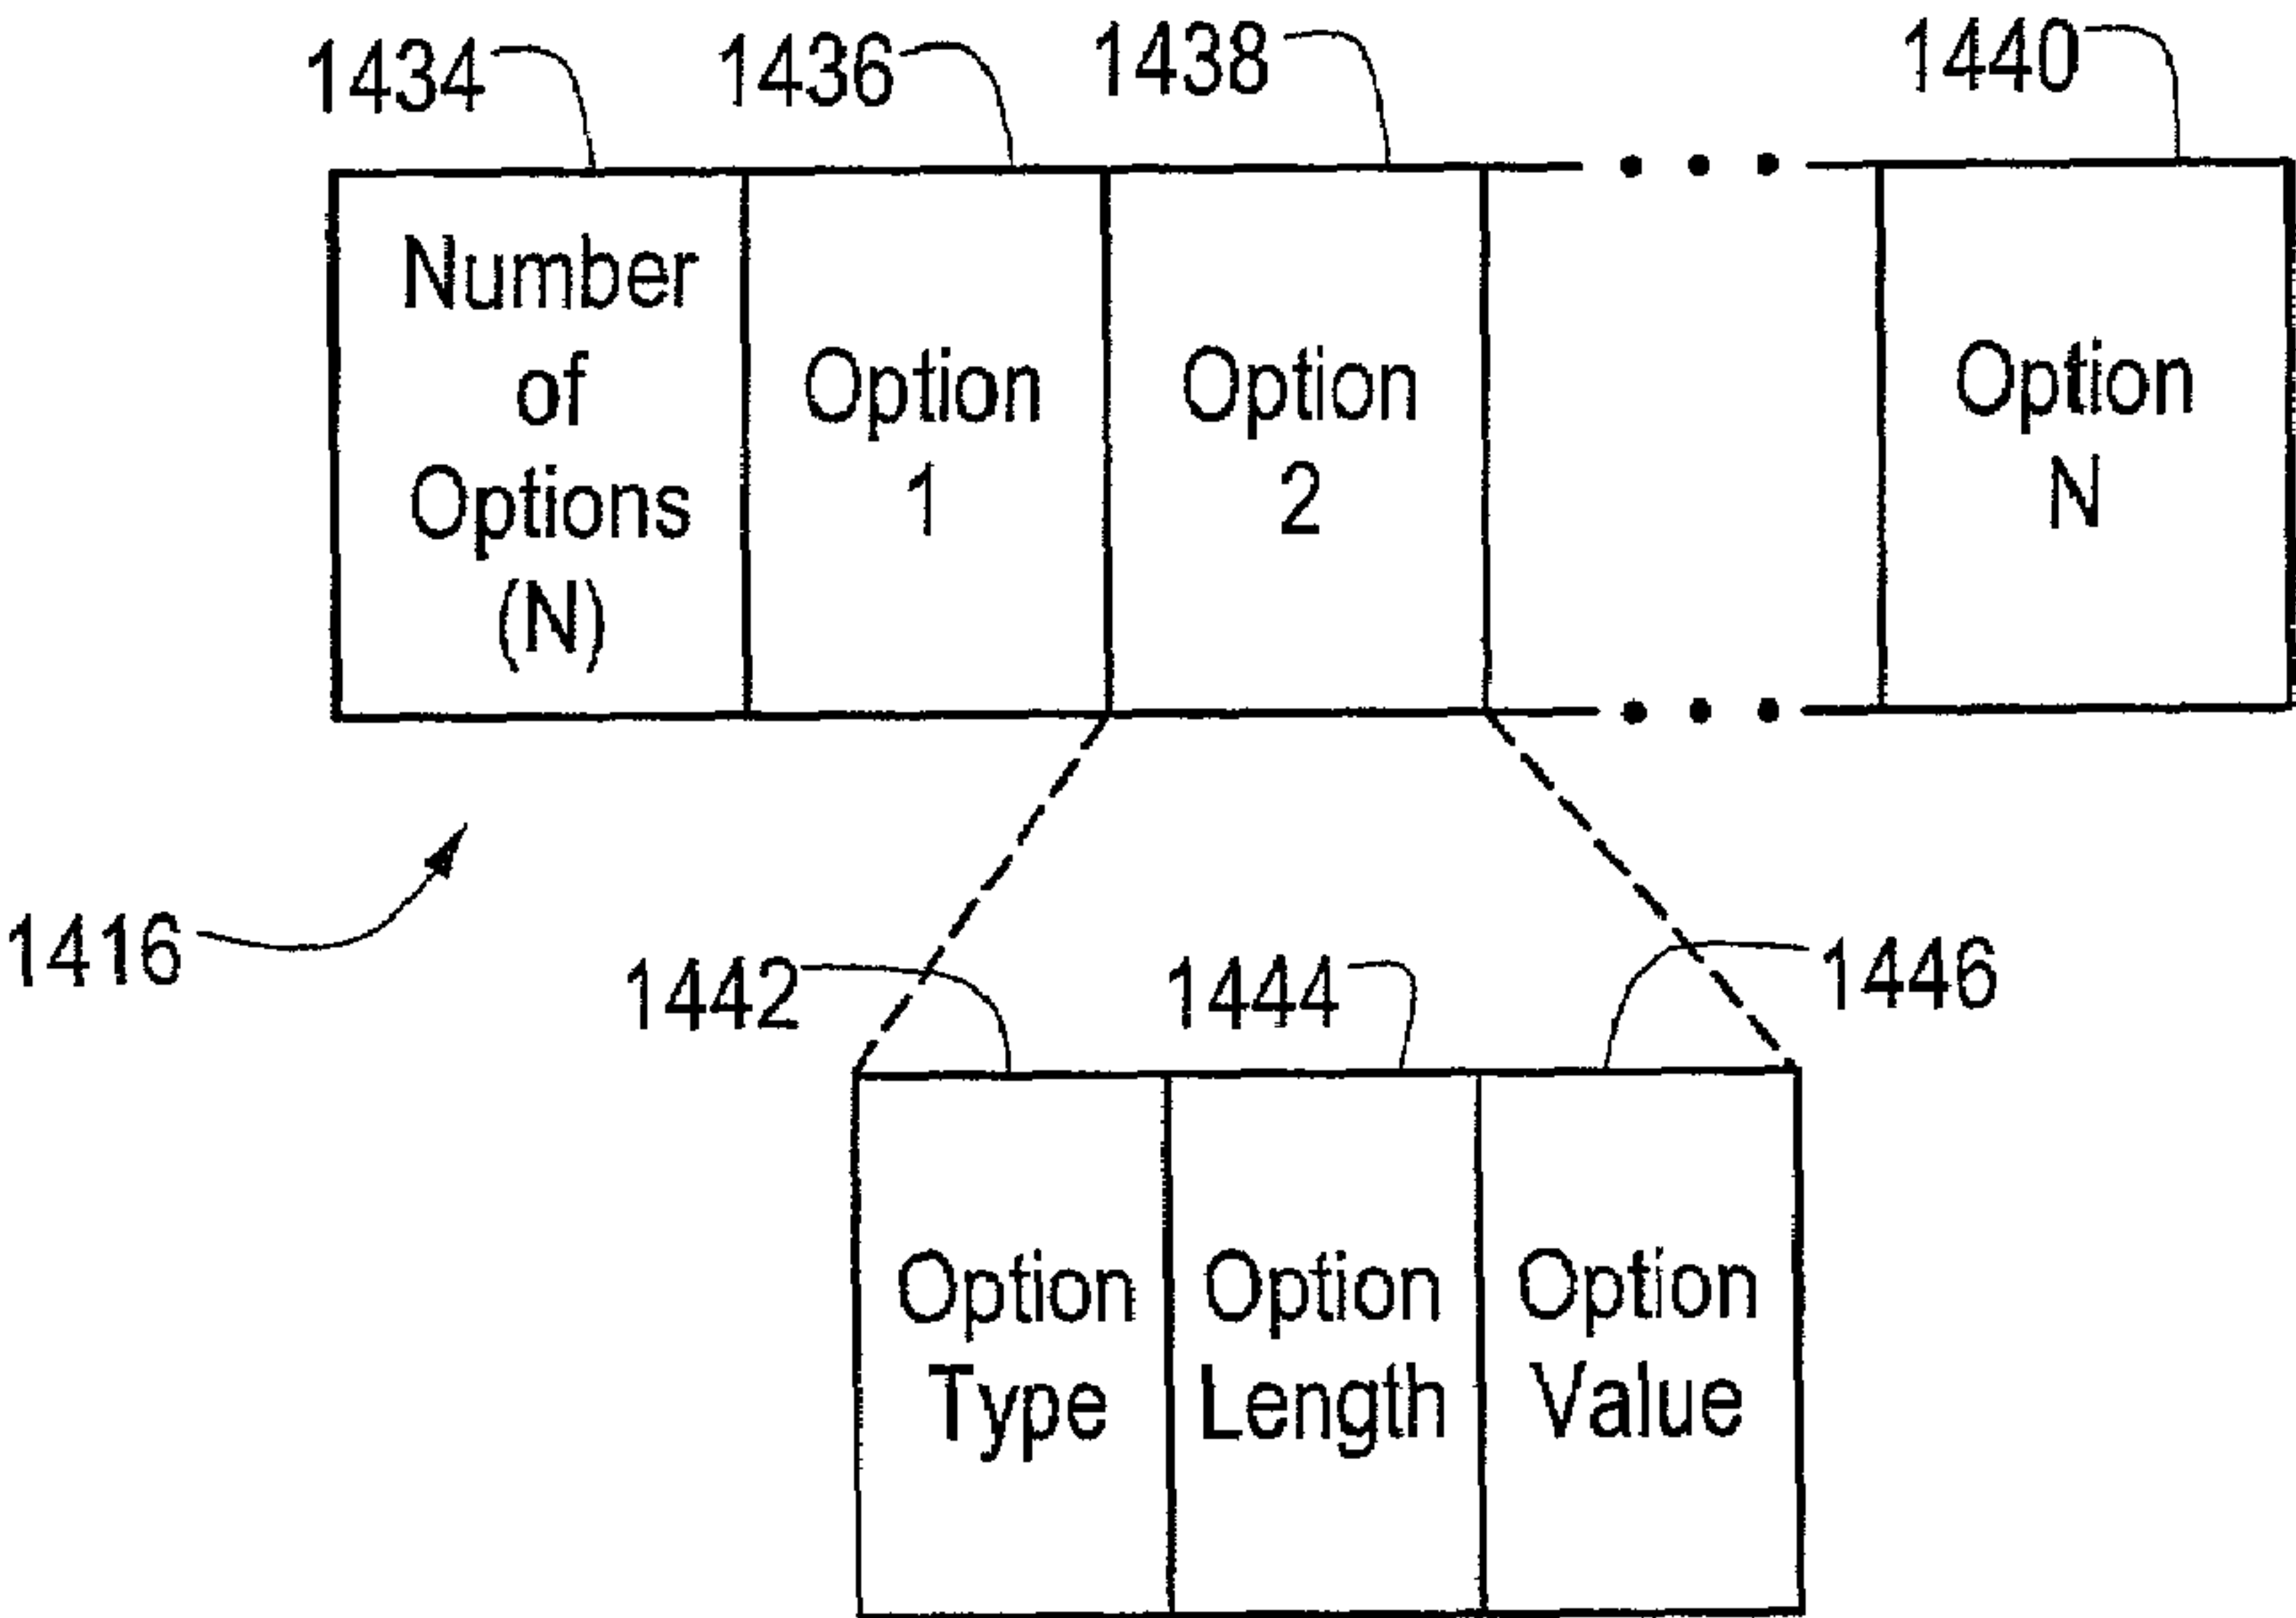 1434 1436 1438 1440
Number
of
Options
(N)
Option
1
Option
2
Option
N
1416
1442 1444 1446
Option
Type
Option
Length
Option
Value